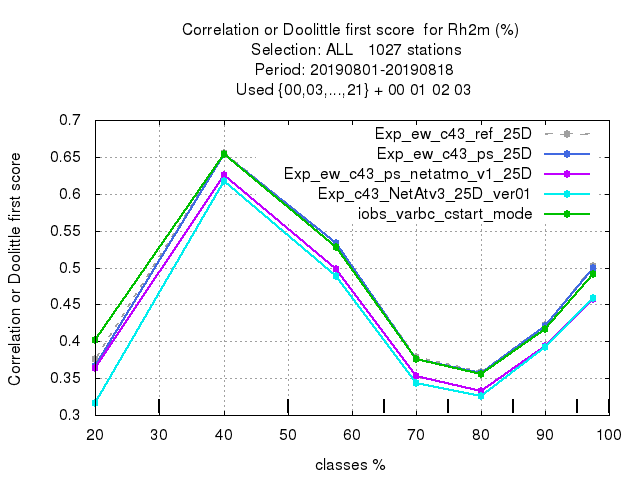 Correlation or Doolittle first score for Rh2m (%)
Selection: ALL 1027 stations
Period: 20190801-20190818
Used {00,03,...,21} + 00 01 02 03
Correlation or Doolittle first score
0.7
0.65
0.6
0.55
0.5
0.45
0.4
0.35
0.3
Exp_ew_c43_ref_25D
Exp_ew_c43_ps_25D
Exp_ew_c43_ps_netatmo_v1_25D
Exp_c43_NetAtv3_25D_ver01
iobs_varbc_cstart_mode
20 30 40 50 60 70 80 90 100
classes %